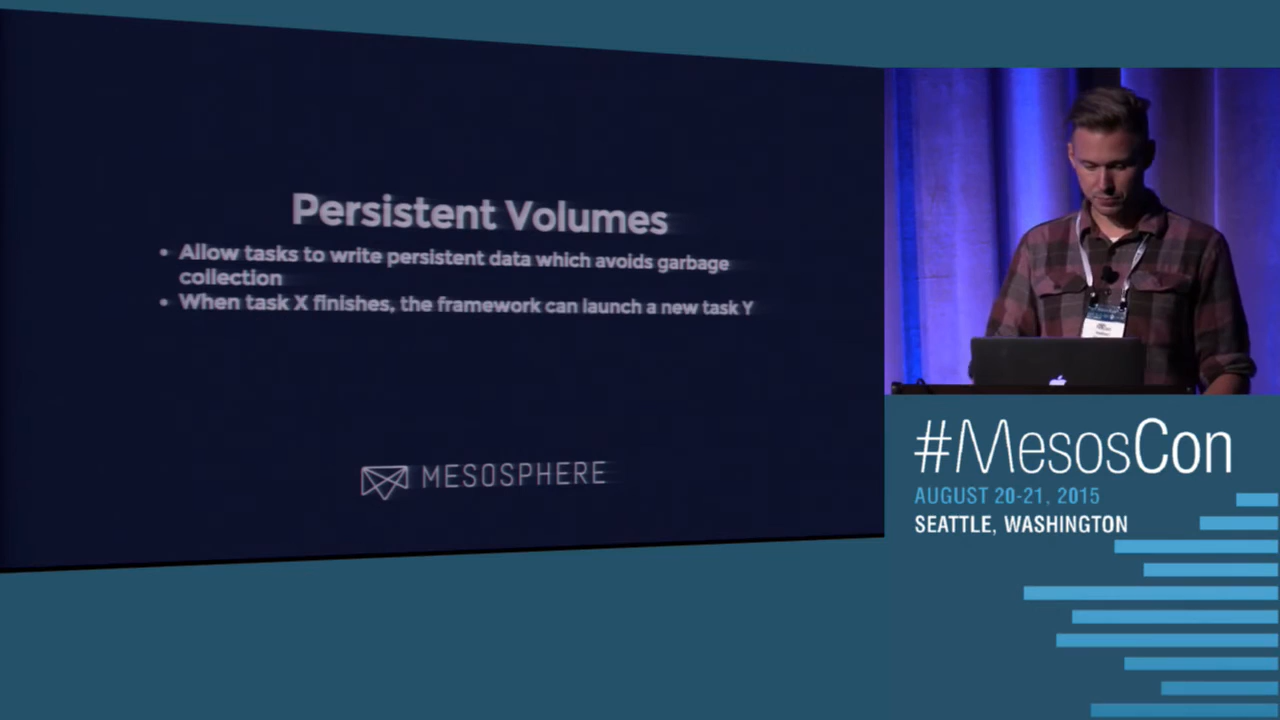 Persistent Volumes
• Allow tasks to write persistent data which avoids garbage
collection
• When task X finishes, the framework can launch a new task Y
MESOSPHERE
#MesosCon
AUGUST 20-21, 2015
SEATTLE, WASHINGTON